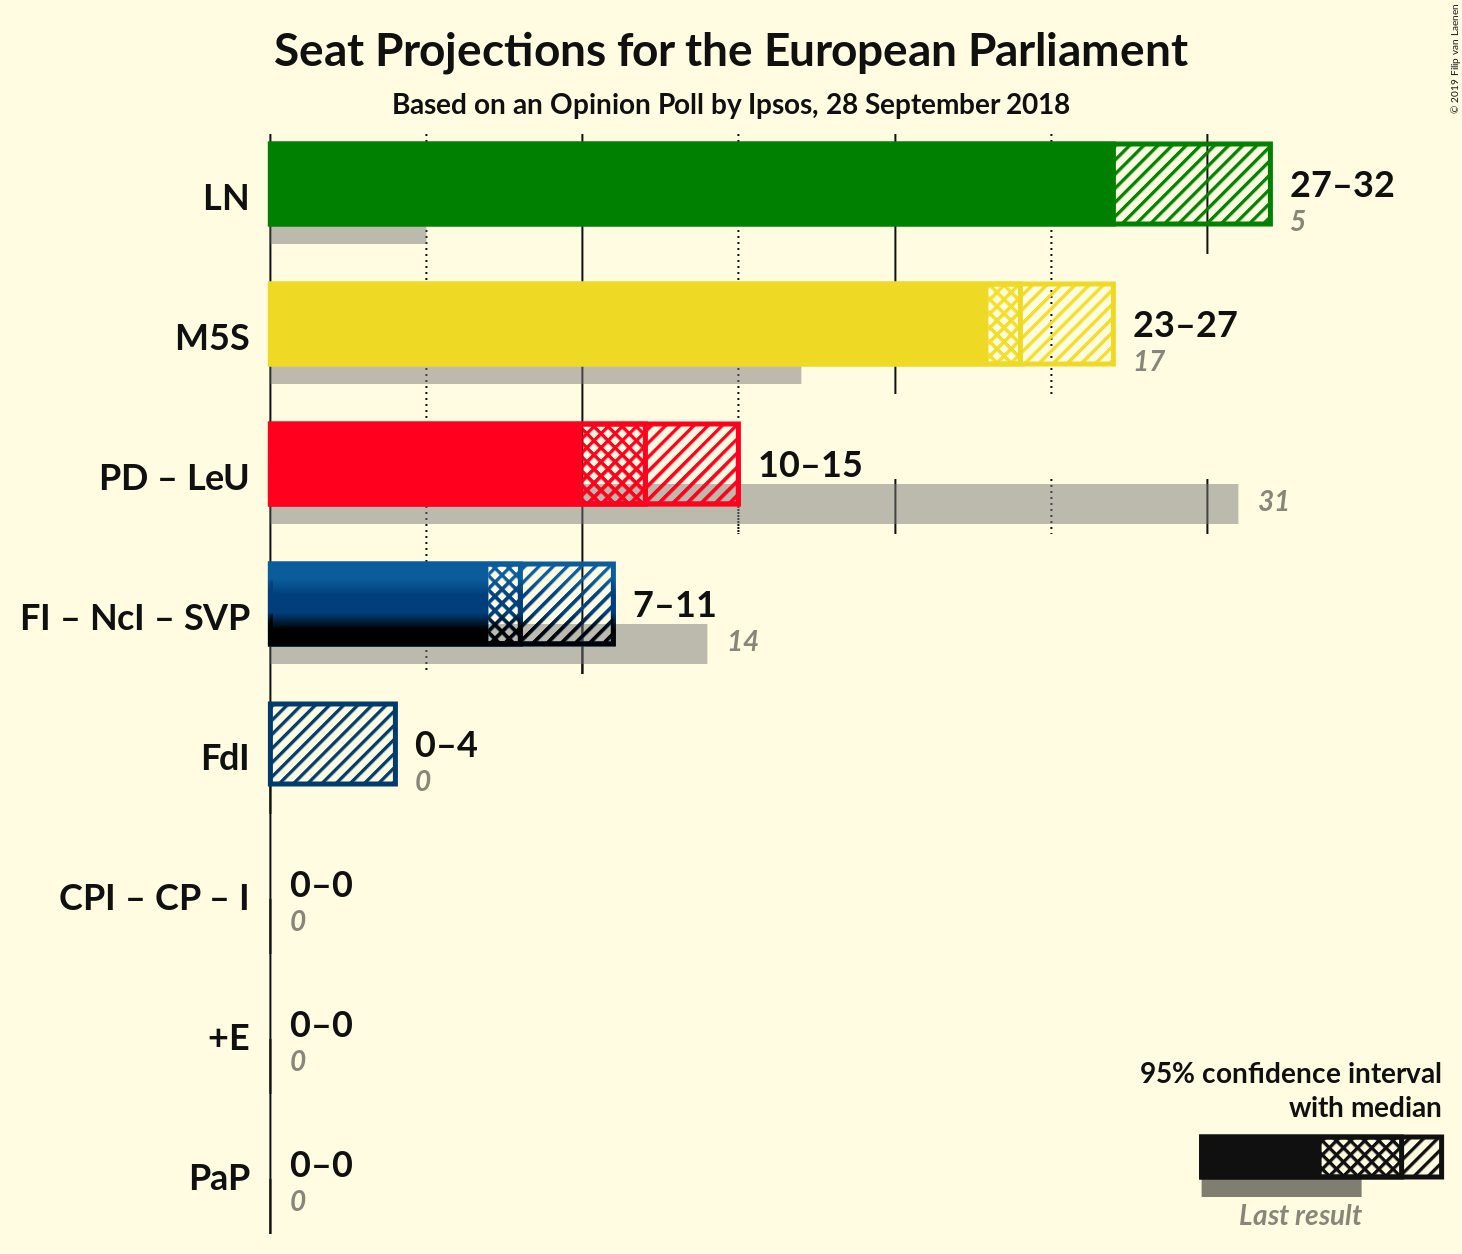 Seat Projections for the European Parliament
Based on an Opinion Poll by Ipsos, 28 September 2018
© 2019 Filip van Laenen
LN
27–32
5
M5S
23–27
17
PD – LeU
10–15
31
FI – NcI – SVP
7–11
14
FdI
0–4
0
CPI – CP – I
0–0
0
+E
0–0
0
PaP
0–0
0
95% confidence interval
with median
Last result